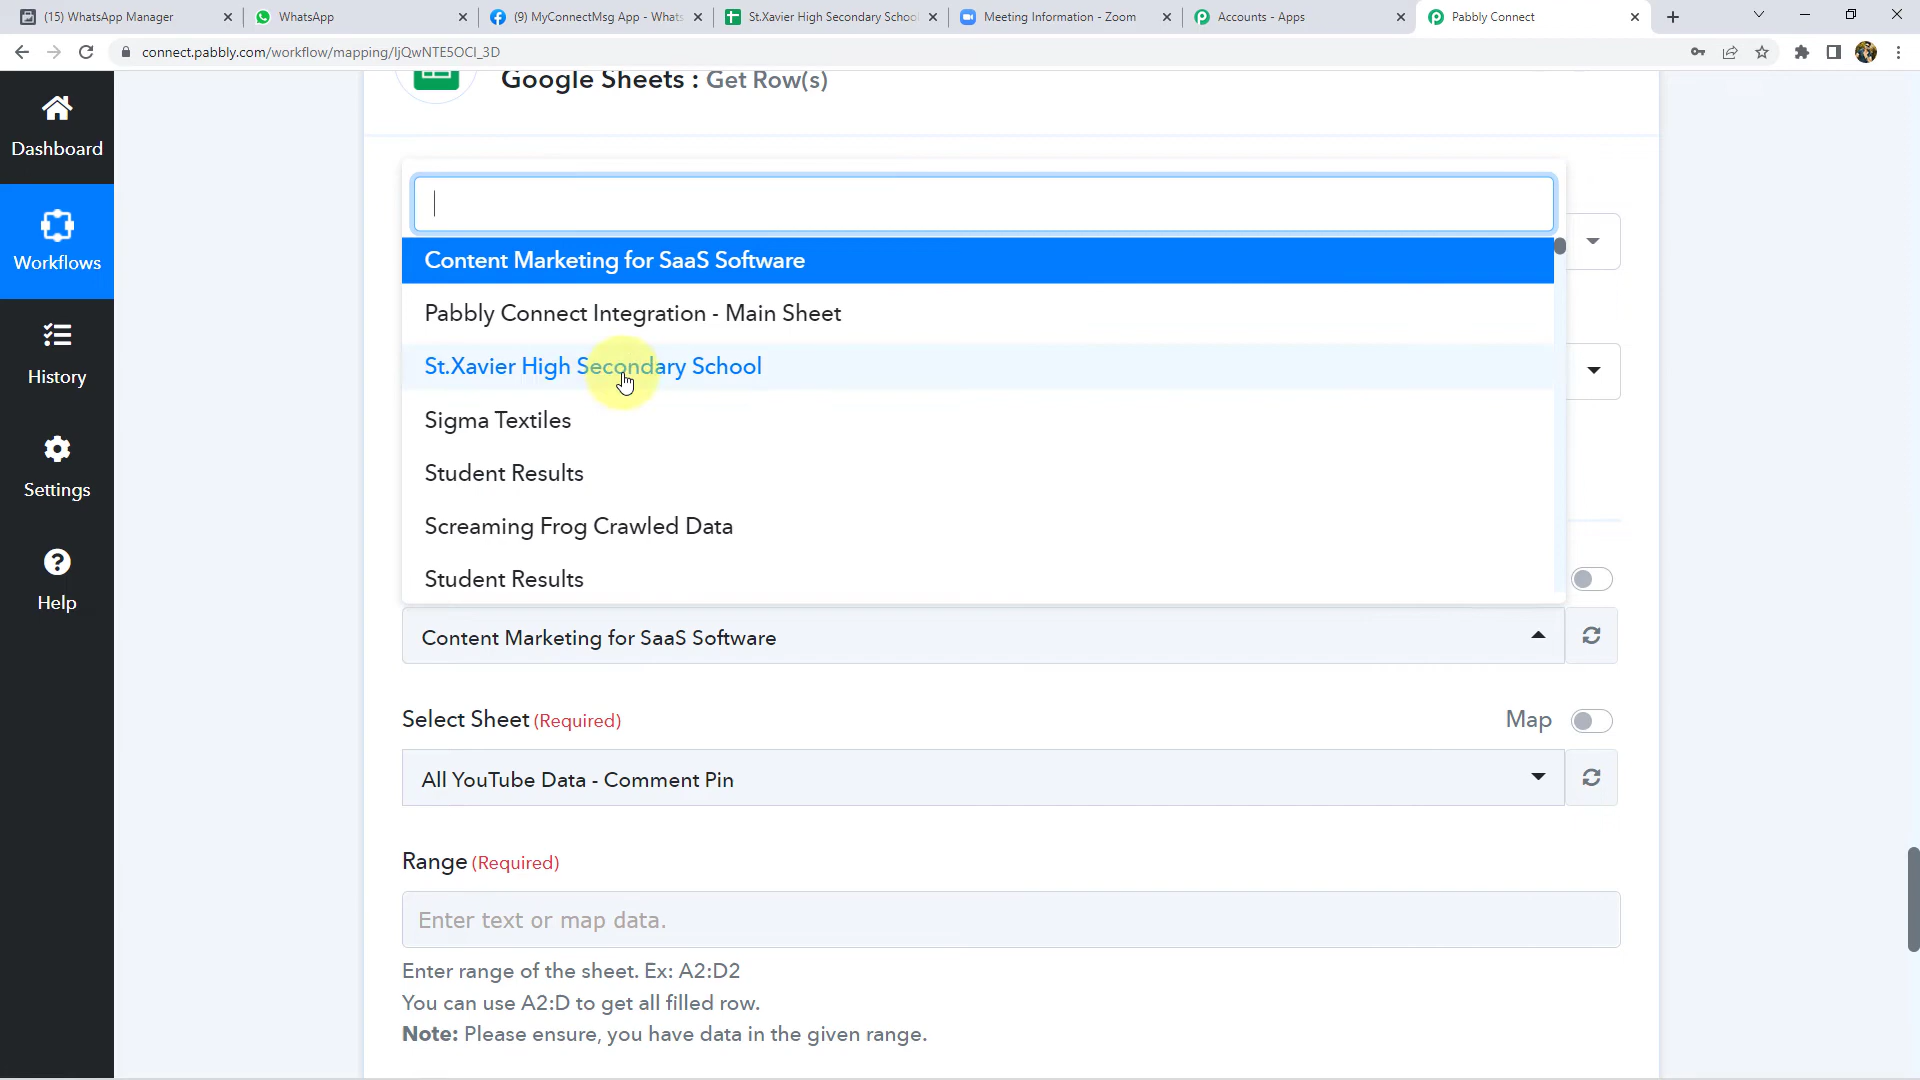 (15) WhatsApp Manager
WhatsApp
(9) MyConnectMsg App - Whats
St.Xavier High Secondary School
Meeting Information - Zoom
Accounts - Apps
Pabbly Connect
connect.pabbly.com/workflow/mapping/IjQwNTE5OCI_3D
Google Sheets : Get Row(s)
Dashboard
Workflows
History
Settings
Help
Content Marketing for SaaS Software
Pabbly Connect Integration - Main Sheet
St.Xavier High Secondary School
Sigma Textiles
Student Results
Screaming Frog Crawled Data
Student Results
Content Marketing for SaaS Software
Select Sheet (Required)
Map
All YouTube Data - Comment Pin
Range (Required)
Enter text or map data.
Enter range of the sheet. Ex: A2:D2
You can use A2:D to get all filled row.
Note: Please ensure, you have data in the given range.